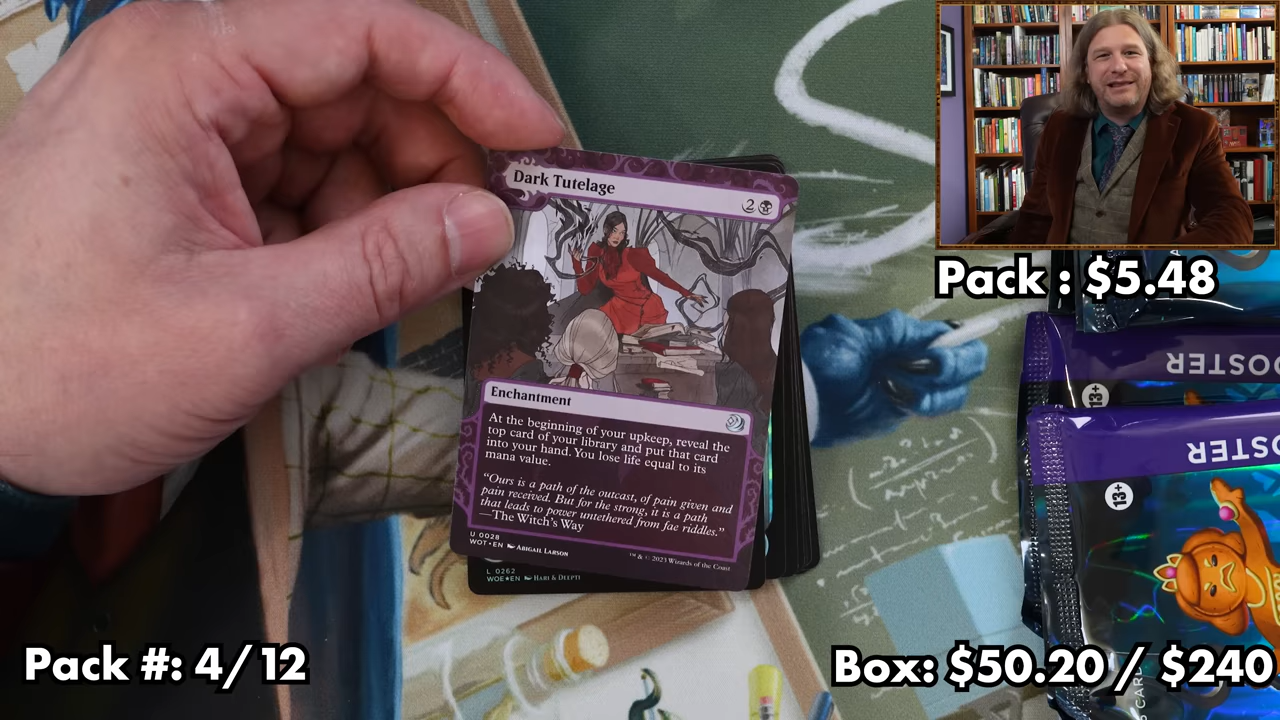 Dark Tutelage
2
Enchantment
At the beginning of your upkeep, reveal the
top card of your library and put that card
into your hand. You lose life equal to its
mana value.
"Ours is a path of the outcast, of pain given and
pain received. But for the strong, it is a path
that leads to power untethered from fae riddles."
—The Witch's Way
U 0028
WOT • EN ABIGAIL LARSON
™ & © 2023 Wizards of the Coast
L 0262
WOE★EN HARI & DEEPTI
Pack : $5.48
OOSTER
13+
OSTER
13+
Pack #: 4/12
Box: $50.20 / $240